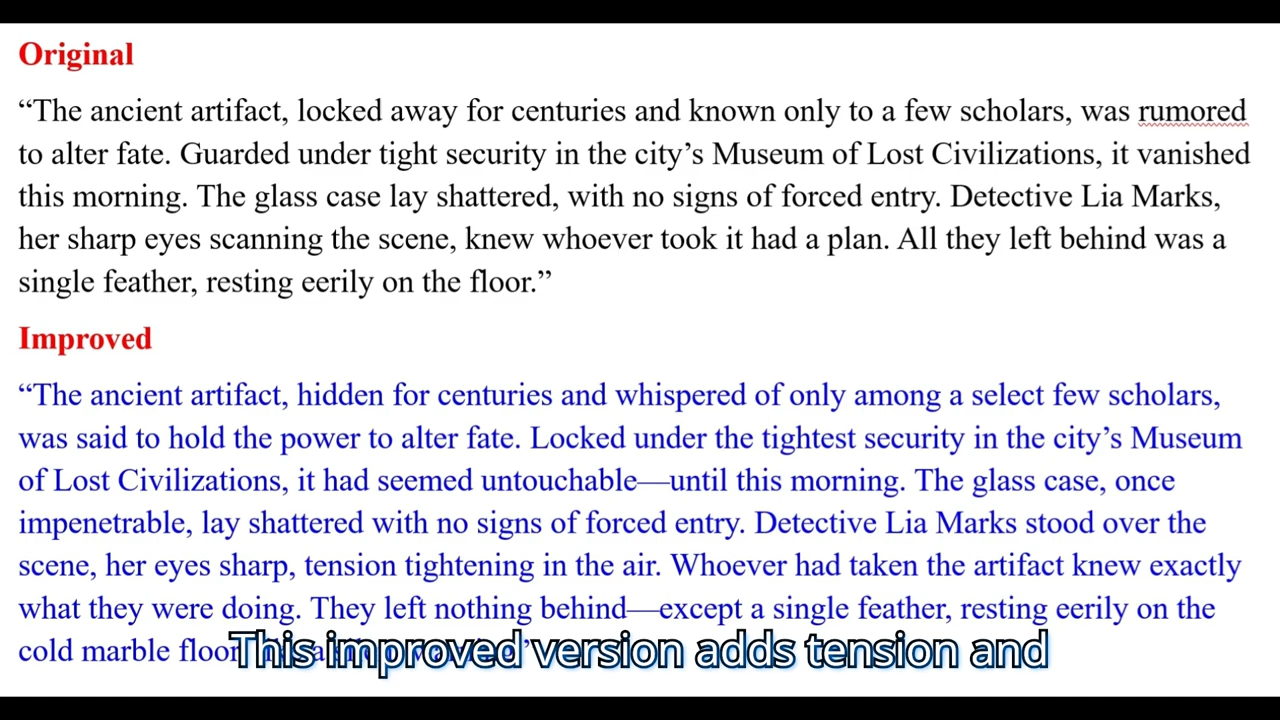 Original
“The ancient artifact, locked away for centuries and known only to a few scholars, was rumored
to alter fate. Guarded under tight security in the city’s Museum of Lost Civilizations, it vanished
this morning. The glass case lay shattered, with no signs of forced entry. Detective Lia Marks,
her sharp eyes scanning the scene, knew whoever took it had a plan. All they left behind was a
single feather, resting eerily on the floor.”
Improved
“The ancient artifact, hidden for centuries and whispered of only among a select few scholars,
was said to hold the power to alter fate. Locked under the tightest security in the city’s Museum
of Lost Civilizations, it had seemed untouchable—until this morning. The glass case, once
impenetrable, lay shattered with no signs of forced entry. Detective Lia Marks stood over the
scene, her eyes sharp, tension tightening in the air. Whoever had taken the artifact knew exactly
what they were doing. They left nothing behind—except a single feather, resting eerily on the
cold marble floor
This improved version adds tension and